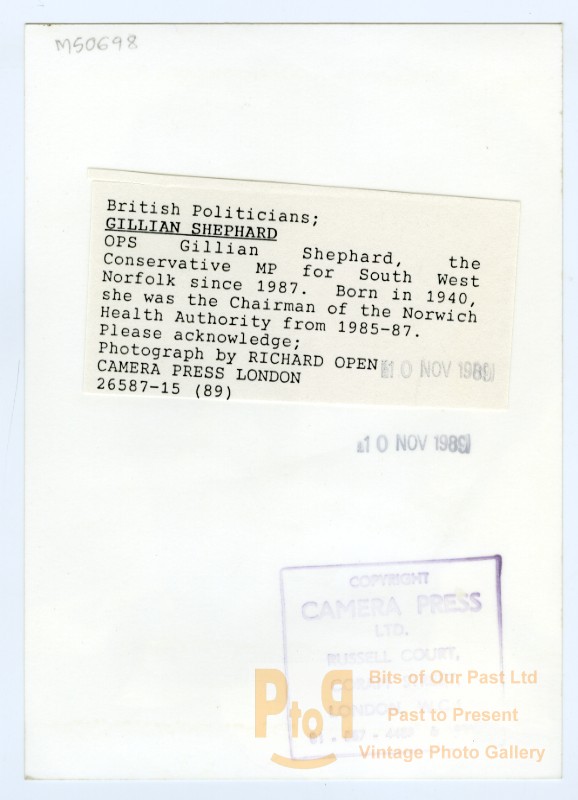 M50698
British Politicians;
GILLIAN SHEPHARD
OPS Gillian Shephard, the
Conservative MP for South West
Norfolk since 1987. Born in 1940,
she was the Chairman of the Norwich
Health Authority from 1985-87.
Please acknowledge;
Photograph by RICHARD OPEN
CAMERA PRESS LONDON
26587-15 (89)
10 NOV 1989
10 NOV 1989
COPYRIGHT
CAMERA PRESS
LTD.
RUSSELL COURT,
LONDON, W.C.1
PtoP
Bits of Our Past Ltd
Past to Present
Vintage Photo Gallery